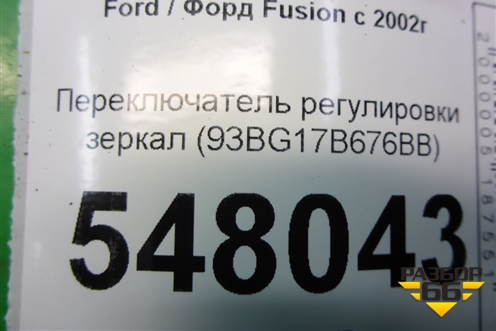 Ford / Форд Fusion с 2002г
Переключатель регулировки
зеркал (93BG17B676BB)
548043
РАЗБОР
66